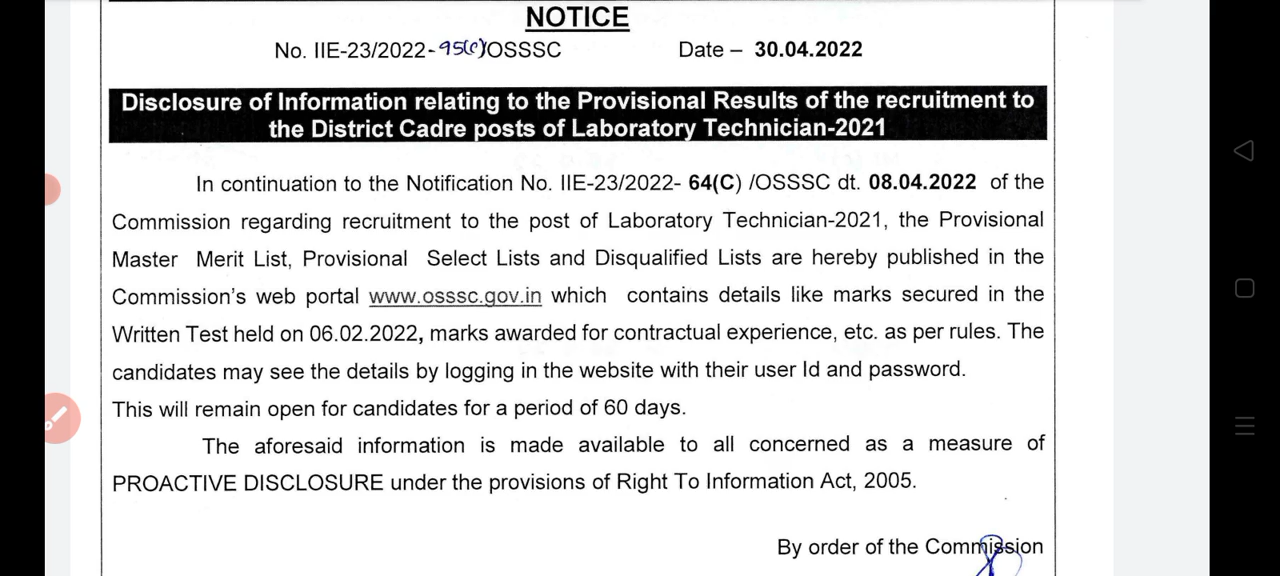 NOTICE
No. IIE-23/2022-95(C)/OSSSC Date – 30.04.2022
Disclosure of Information relating to the Provisional Results of the recruitment to
the District Cadre posts of Laboratory Technician-2021
In continuation to the Notification No. IIE-23/2022- 64(C) /OSSSC dt. 08.04.2022 of the
Commission regarding recruitment to the post of Laboratory Technician-2021, the Provisional
Master Merit List, Provisional Select Lists and Disqualified Lists are hereby published in the
Commission's web portal www.osssc.gov.in which contains details like marks secured in the
Written Test held on 06.02.2022, marks awarded for contractual experience, etc. as per rules. The
candidates may see the details by logging in the website with their user Id and password.
This will remain open for candidates for a period of 60 days.
The aforesaid information is made available to all concerned as a measure of
PROACTIVE DISCLOSURE under the provisions of Right To Information Act, 2005.
By order of the Commission